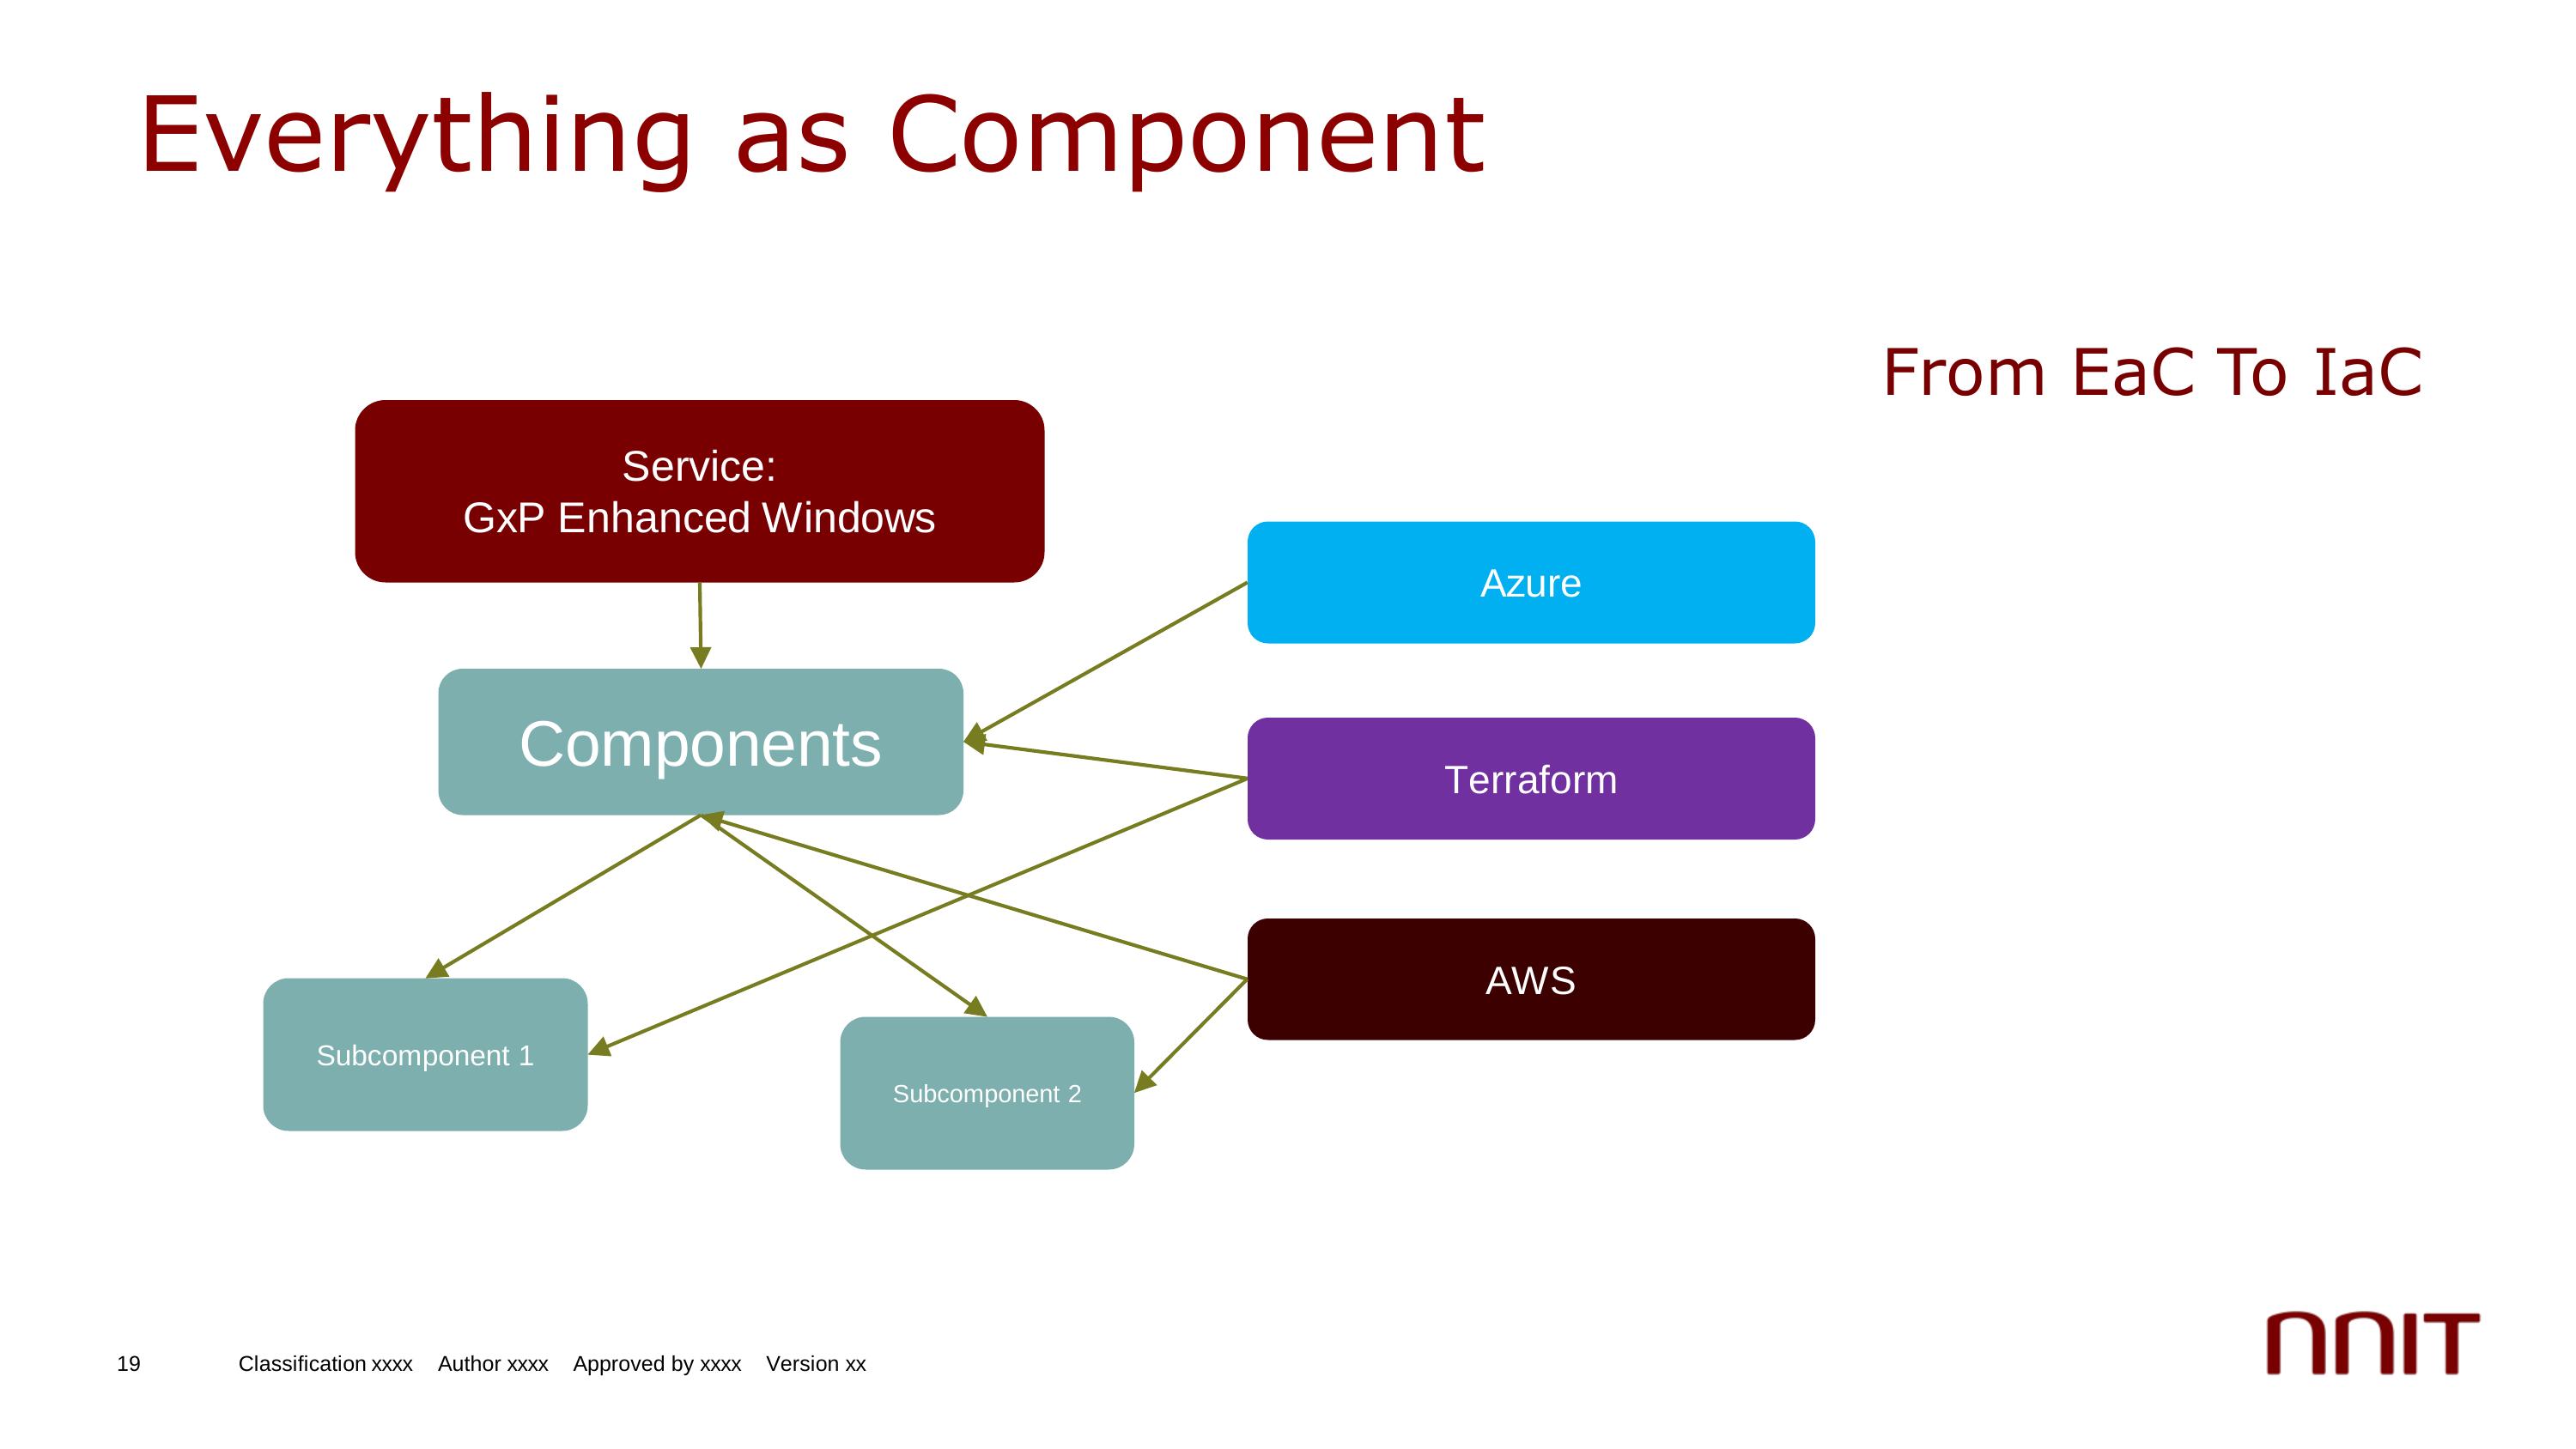 Everything as Component
From EaC To IaC
Service:
GxP Enhanced Windows
Azure
Components
Terraform
AWS
Subcomponent 1
Subcomponent 2
19 Classification xxxx Author xxxx Approved by xxxx Version xx
nnIT